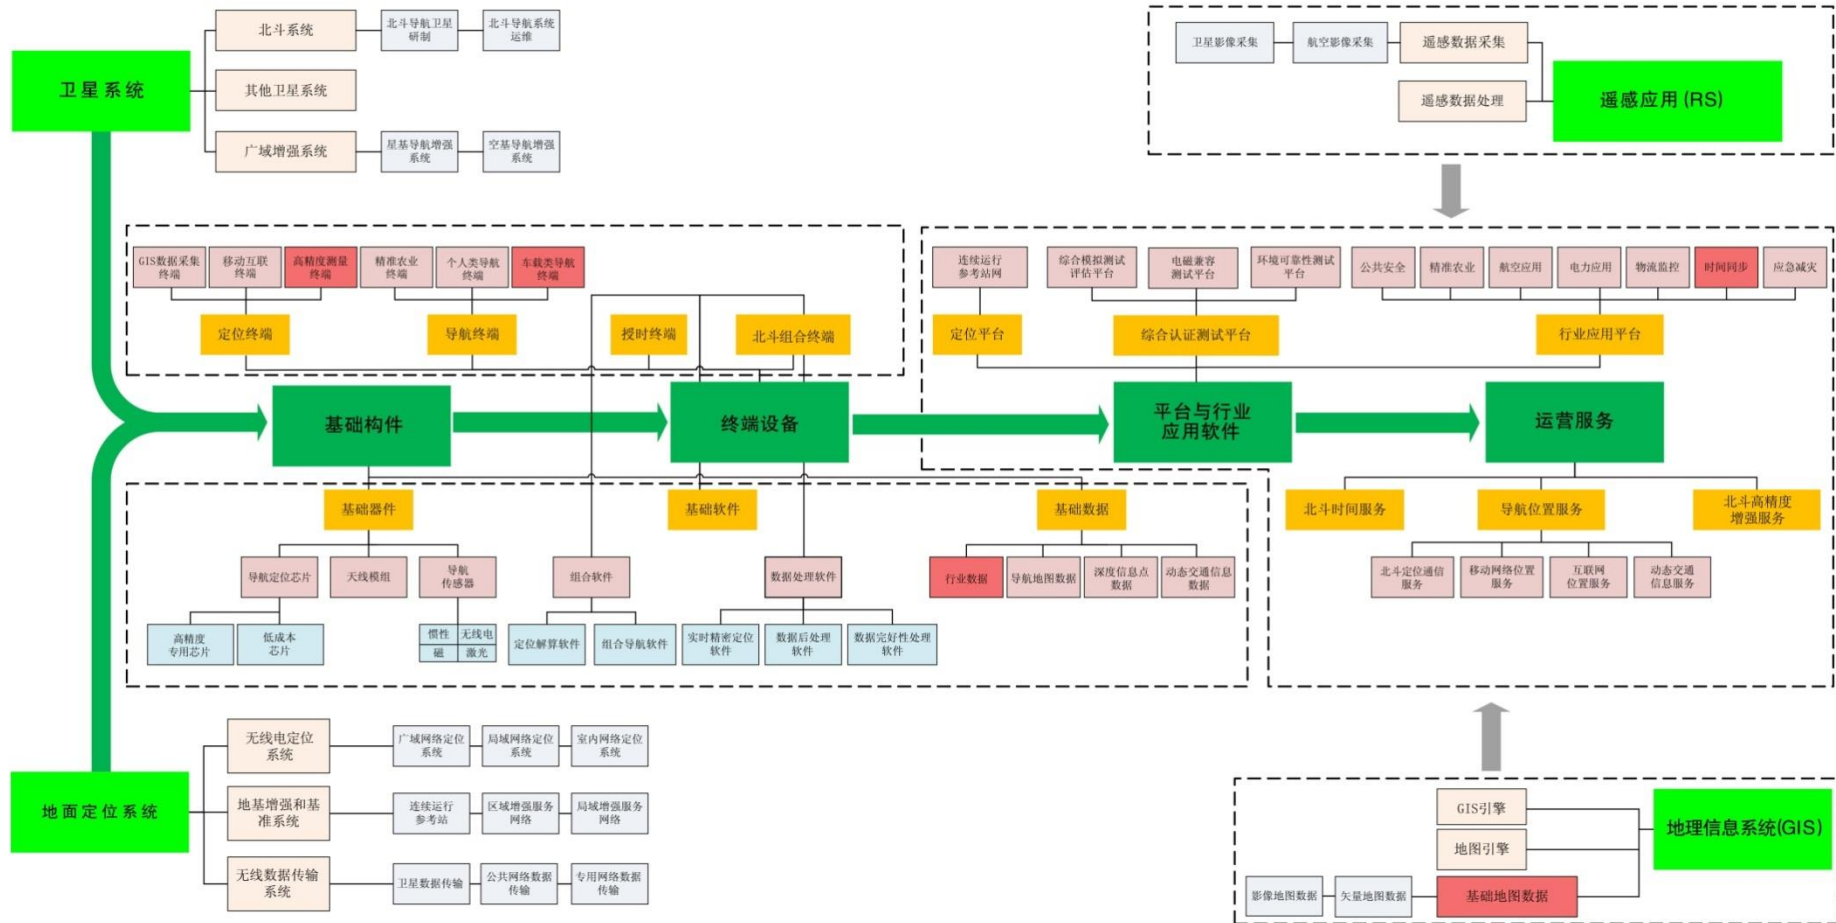 卫星系统
北斗系统
北斗导航卫星
研制
北斗导航系统
运维
其他卫星系统
广域增强系统
星基导航增强
系统
空基导航增强
系统
卫星影像采集
航空影像采集
遥感数据采集
遥感数据处理
遥感应用(RS)
GIS数据采集
终端
移动互联
终端
高精度测量
终端
精准农业
终端
个人类导航
终端
车载类导航
终端
定位终端
导航终端
授时终端
北斗组合终端
连续运行
参考站网
综合模拟测试
评估平台
电磁兼容
测试平台
环境可靠性测试
平台
公共安全
精准农业
航空应用
电力应用
物流监控
时间同步
应急减灾
定位平台
综合认证测试平台
行业应用平台
基础构件
终端设备
平台与行业
应用软件
运营服务
基础器件
基础软件
基础数据
北斗时间服务
导航位置服务
北斗高精度
增强服务
导航定位芯片
天线模组
导航
传感器
组合软件
数据处理软件
行业数据
导航地图数据
深度信息点
数据
动态交通信息
数据
北斗定位通信
服务
移动网络位置
服务
互联网
位置服务
动态交通
信息服务
高精度
专用芯片
低成本
芯片
惯性
无线电
磁
激光
定位解算软件
组合导航软件
实时精密定位
软件
数据后处理
软件
数据完好性处理
软件
地面定位系统
无线电定位
系统
广域网络定位
系统
局域网络定位
系统
室内网络定位
系统
地基增强和基
准系统
连续运行
参考站
区域增强服务
网络
局域增强服务
网络
无线数据传输
系统
卫星数据传输
公共网络数据
传输
专用网络数据
传输
GIS引擎
地图引擎
地理信息系统(GIS)
影像地图数据
矢量地图数据
基础地图数据